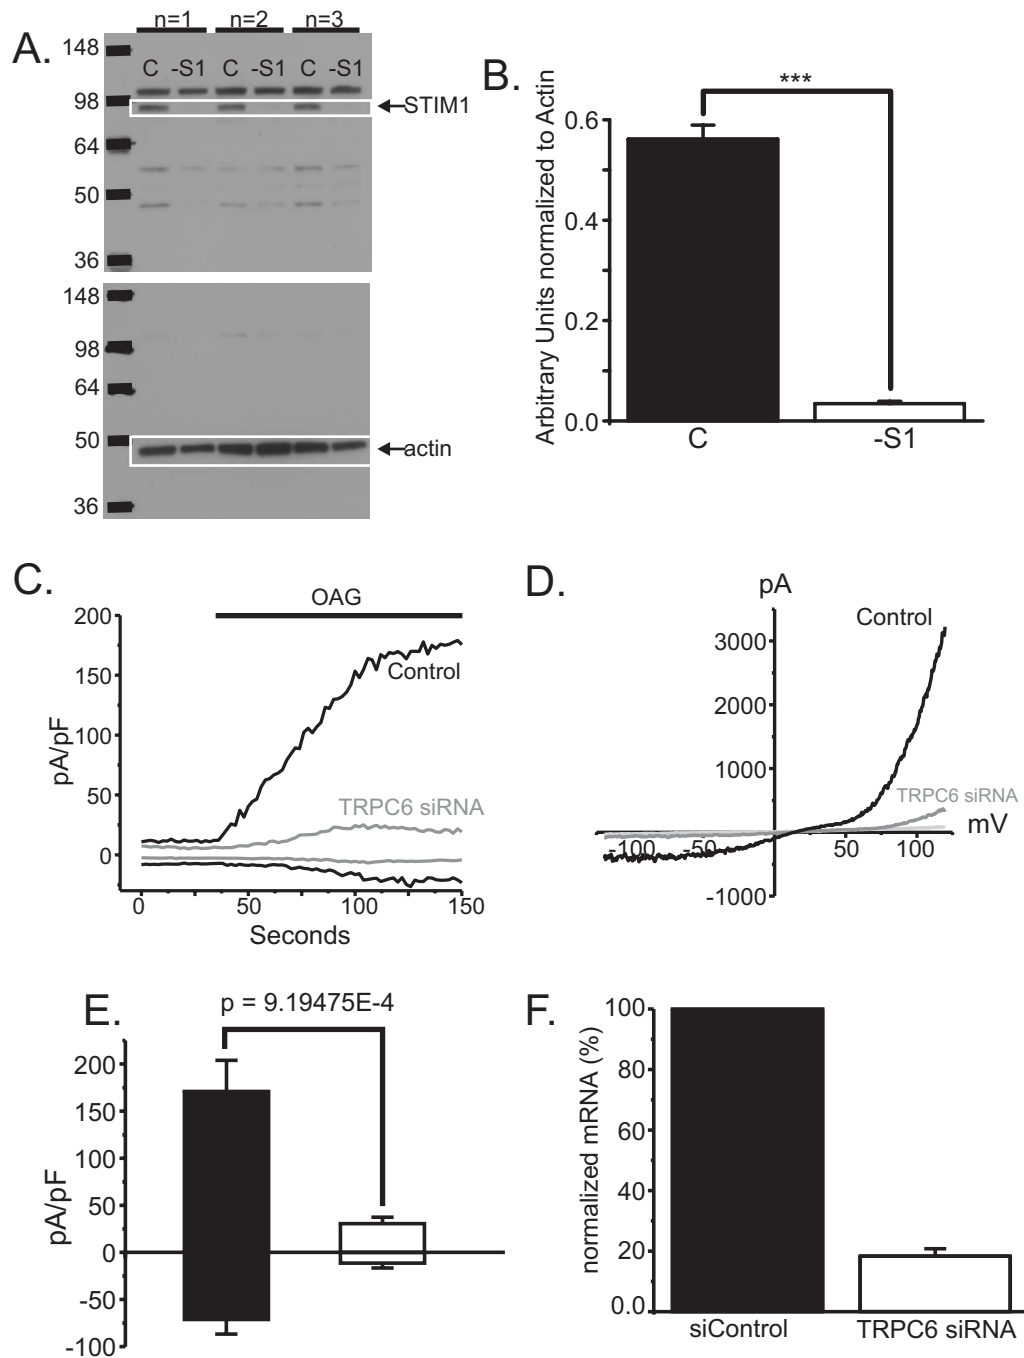 A.
n=1 n=2 n=3
C -S1 C -S1 C -S1
148
98
64
50
36
STIM1
148
98
64
50
36
actin
B.
***
Arbitrary Units normalized to Actin
0.6
0.4
0.2
0.0
C -S1
C.
OAG
200
150
100
50
0
pA/pF
Control
TRPC6 siRNA
0 50 100 150
Seconds
D.
pA
Control
3000
2000
1000
-1000
TRPC6 siRNA
mV
-100 -50 50 100
E.
p = 9.19475E-4
200
150
100
50
0
-50
-100
pA/pF
F.
normalized mRNA (%)
100
80
60
40
20
0.0
siControl TRPC6 siRNA